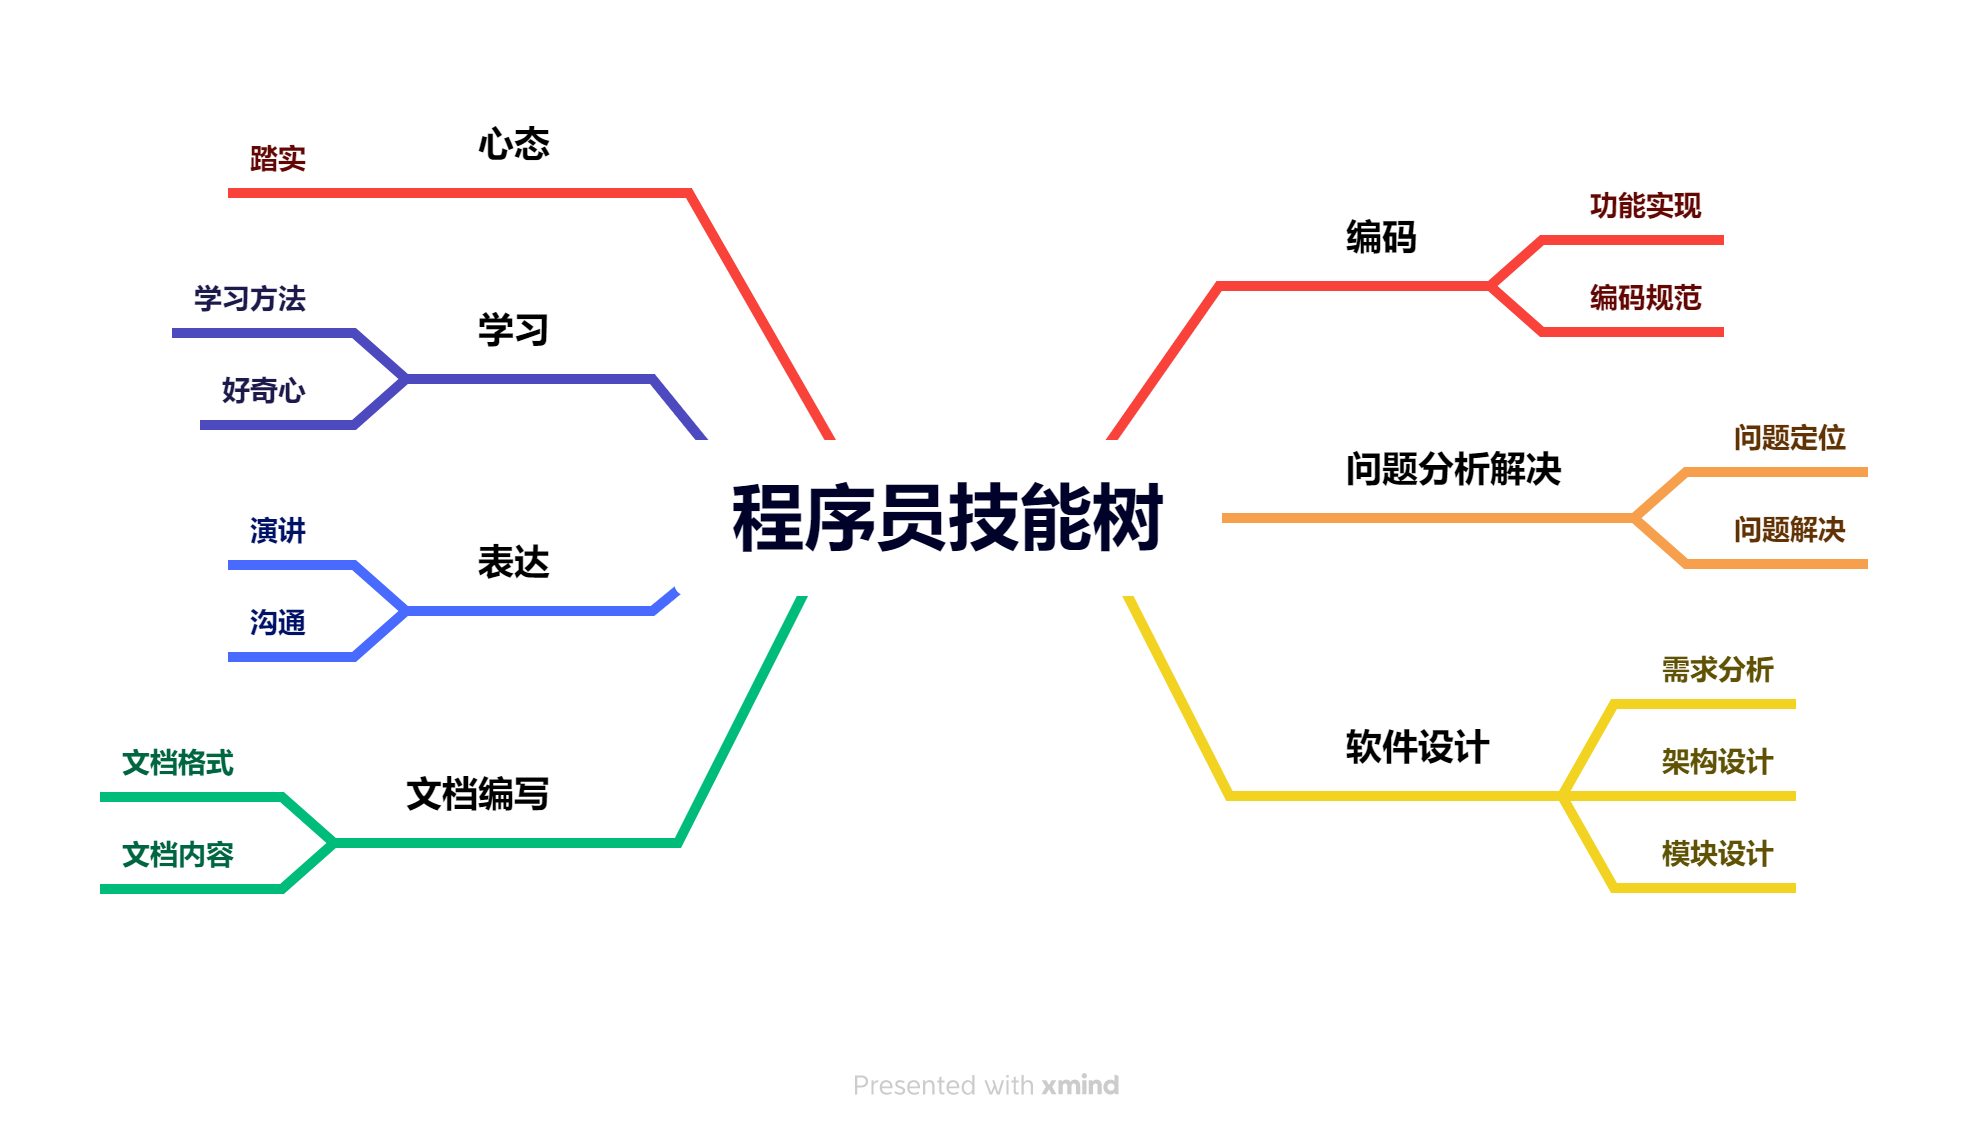 程序员技能树
编码
功能实现
编码规范
问题分析解决
问题定位
问题解决
软件设计
需求分析
架构设计
模块设计
心态
踏实
学习
学习方法
好奇心
表达
演讲
沟通
文档编写
文档格式
文档内容
Presented with xmind